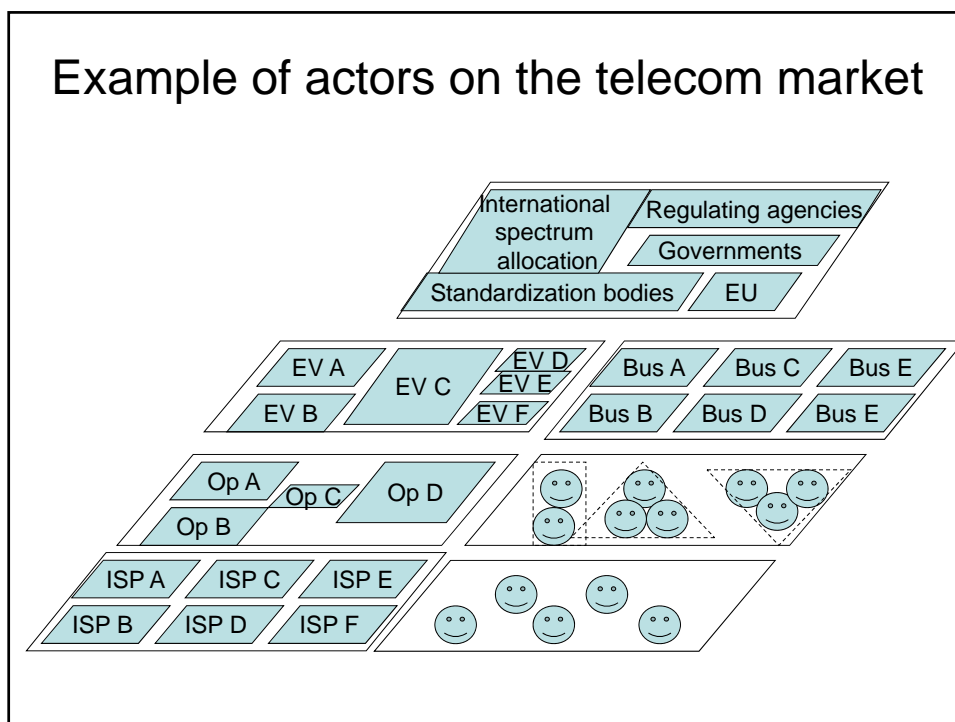 Example of actors on the telecom market
International
spectrum
allocation
Regulating agencies
Governments
Standardization bodies
EU
EV A
EV B
EV C
EV D
EV E
EV F
Bus A
Bus C
Bus E
Bus B
Bus D
Bus E
Op A
Op B
Op C
Op D
ISP A
ISP C
ISP E
ISP B
ISP D
ISP F